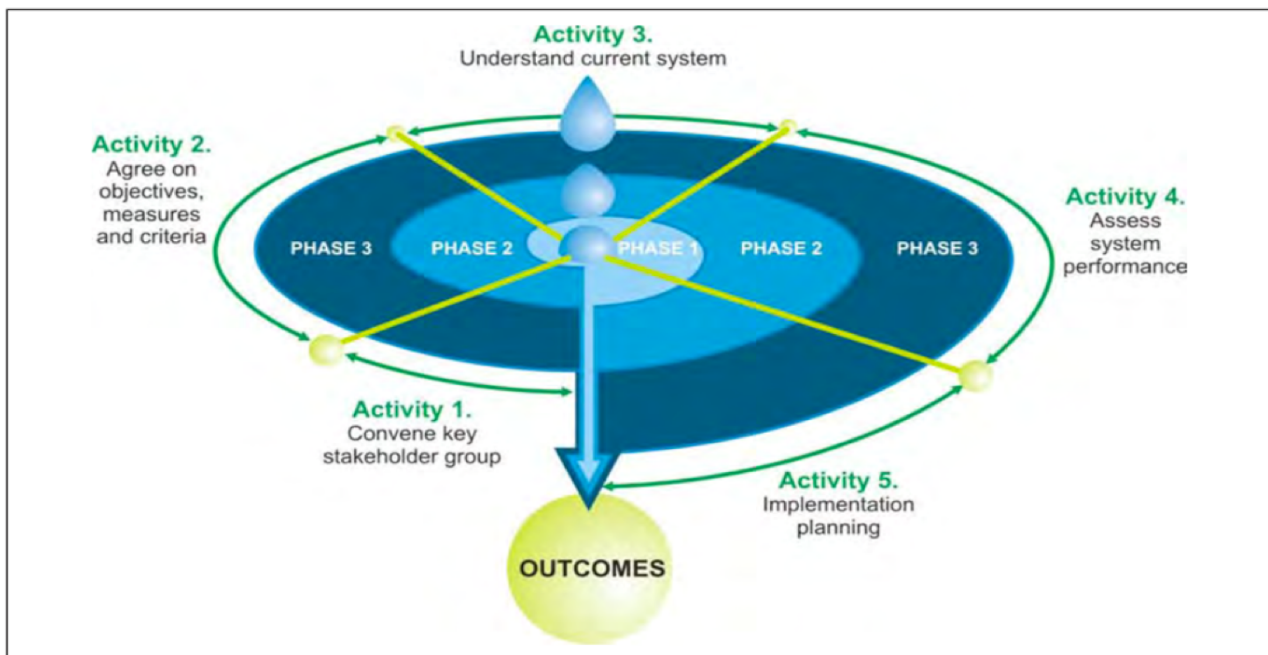 Activity 3.
Understand current system
Activity 2.
Agree on
objectives,
measures
and criteria
Activity 4.
Assess
system
performance
PHASE 3
PHASE 2
PHASE 1
PHASE 2
PHASE 3
Activity 1.
Convene key
stakeholder group
Activity 5.
Implementation
planning
OUTCOMES